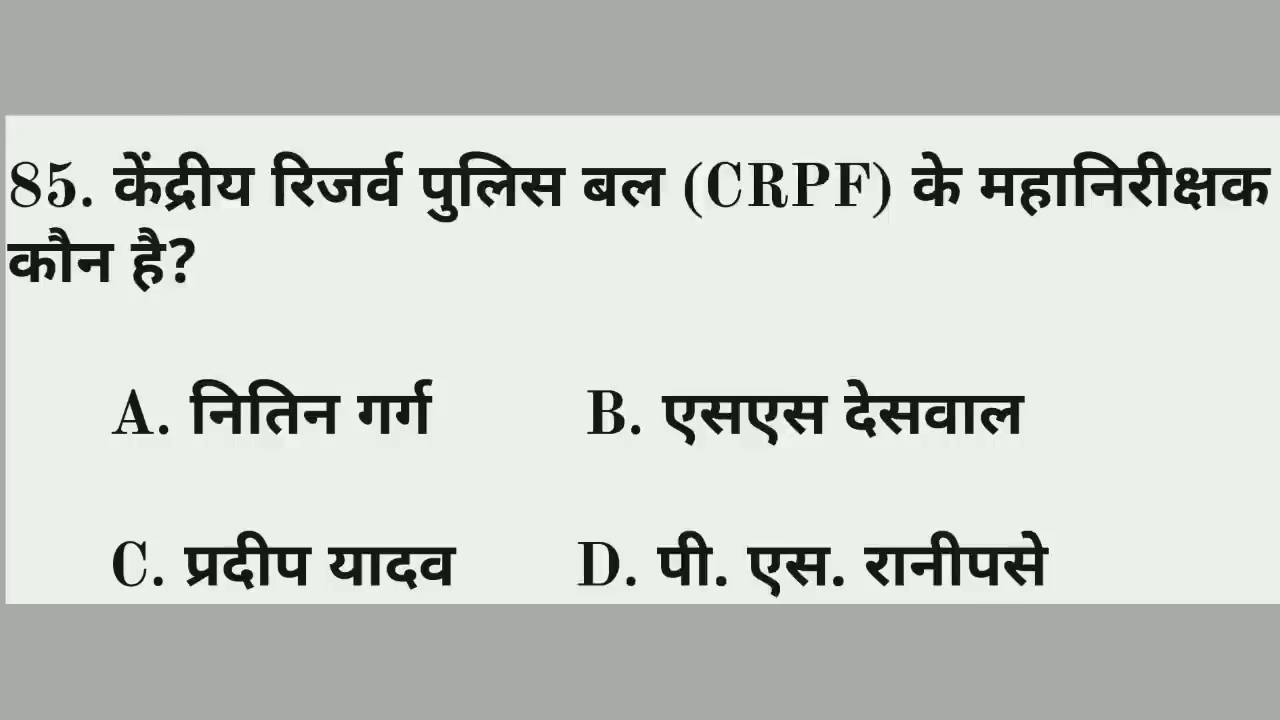 85. केंद्रीय रिजर्व पुलिस बल (CRPF) के महानिरीक्षक
कौन है?
A. नितिन गर्ग B. एसएस देसवाल
C. प्रदीप यादव D. पी. एस. रानीपसे